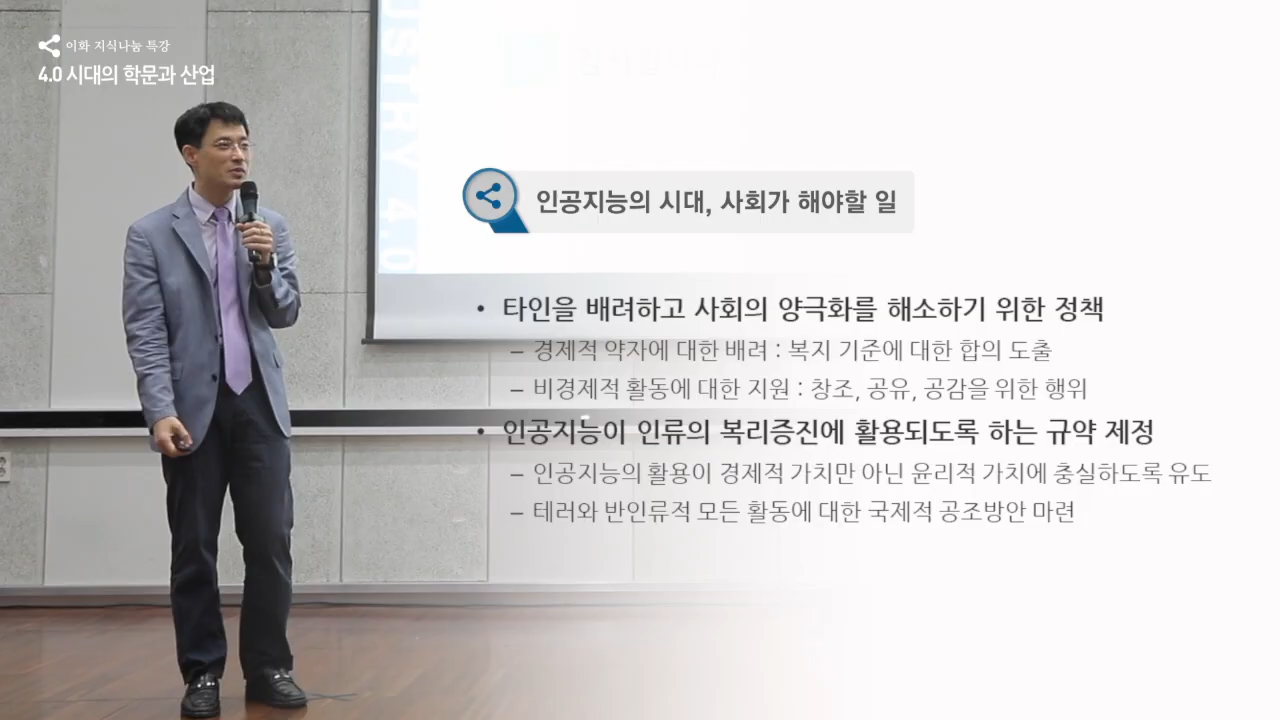 이화 지식나눔 특강
4.0 시대의 학문과 산업
USTRY 4.0
인공지능의 시대, 사회가 해야할 일
• 타인을 배려하고 사회의 양극화를 해소하기 위한 정책
– 경제적 약자에 대한 배려 : 복지 기준에 대한 합의 도출
– 비경제적 활동에 대한 지원 : 창조, 공유, 공감을 위한 행위
• 인공지능이 인류의 복리증진에 활용되도록 하는 규약 제정
– 인공지능의 활용이 경제적 가치만 아닌 윤리적 가치에 충실하도록 유도
– 테러와 반인류적 모든 활동에 대한 국제적 공조방안 마련